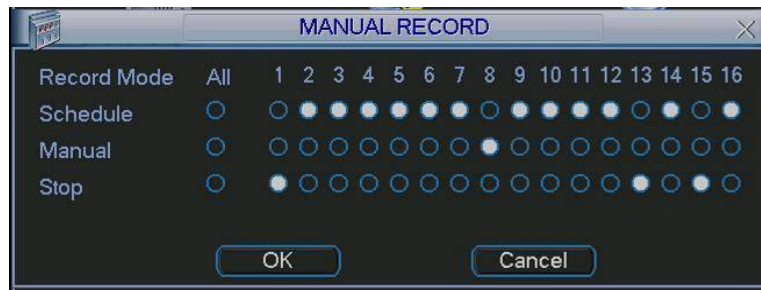 MANUAL RECORD
Record Mode All 1 2 3 4 5 6 7 8 9 10 11 12 13 14 15 16
Schedule
Manual
Stop
OK Cancel